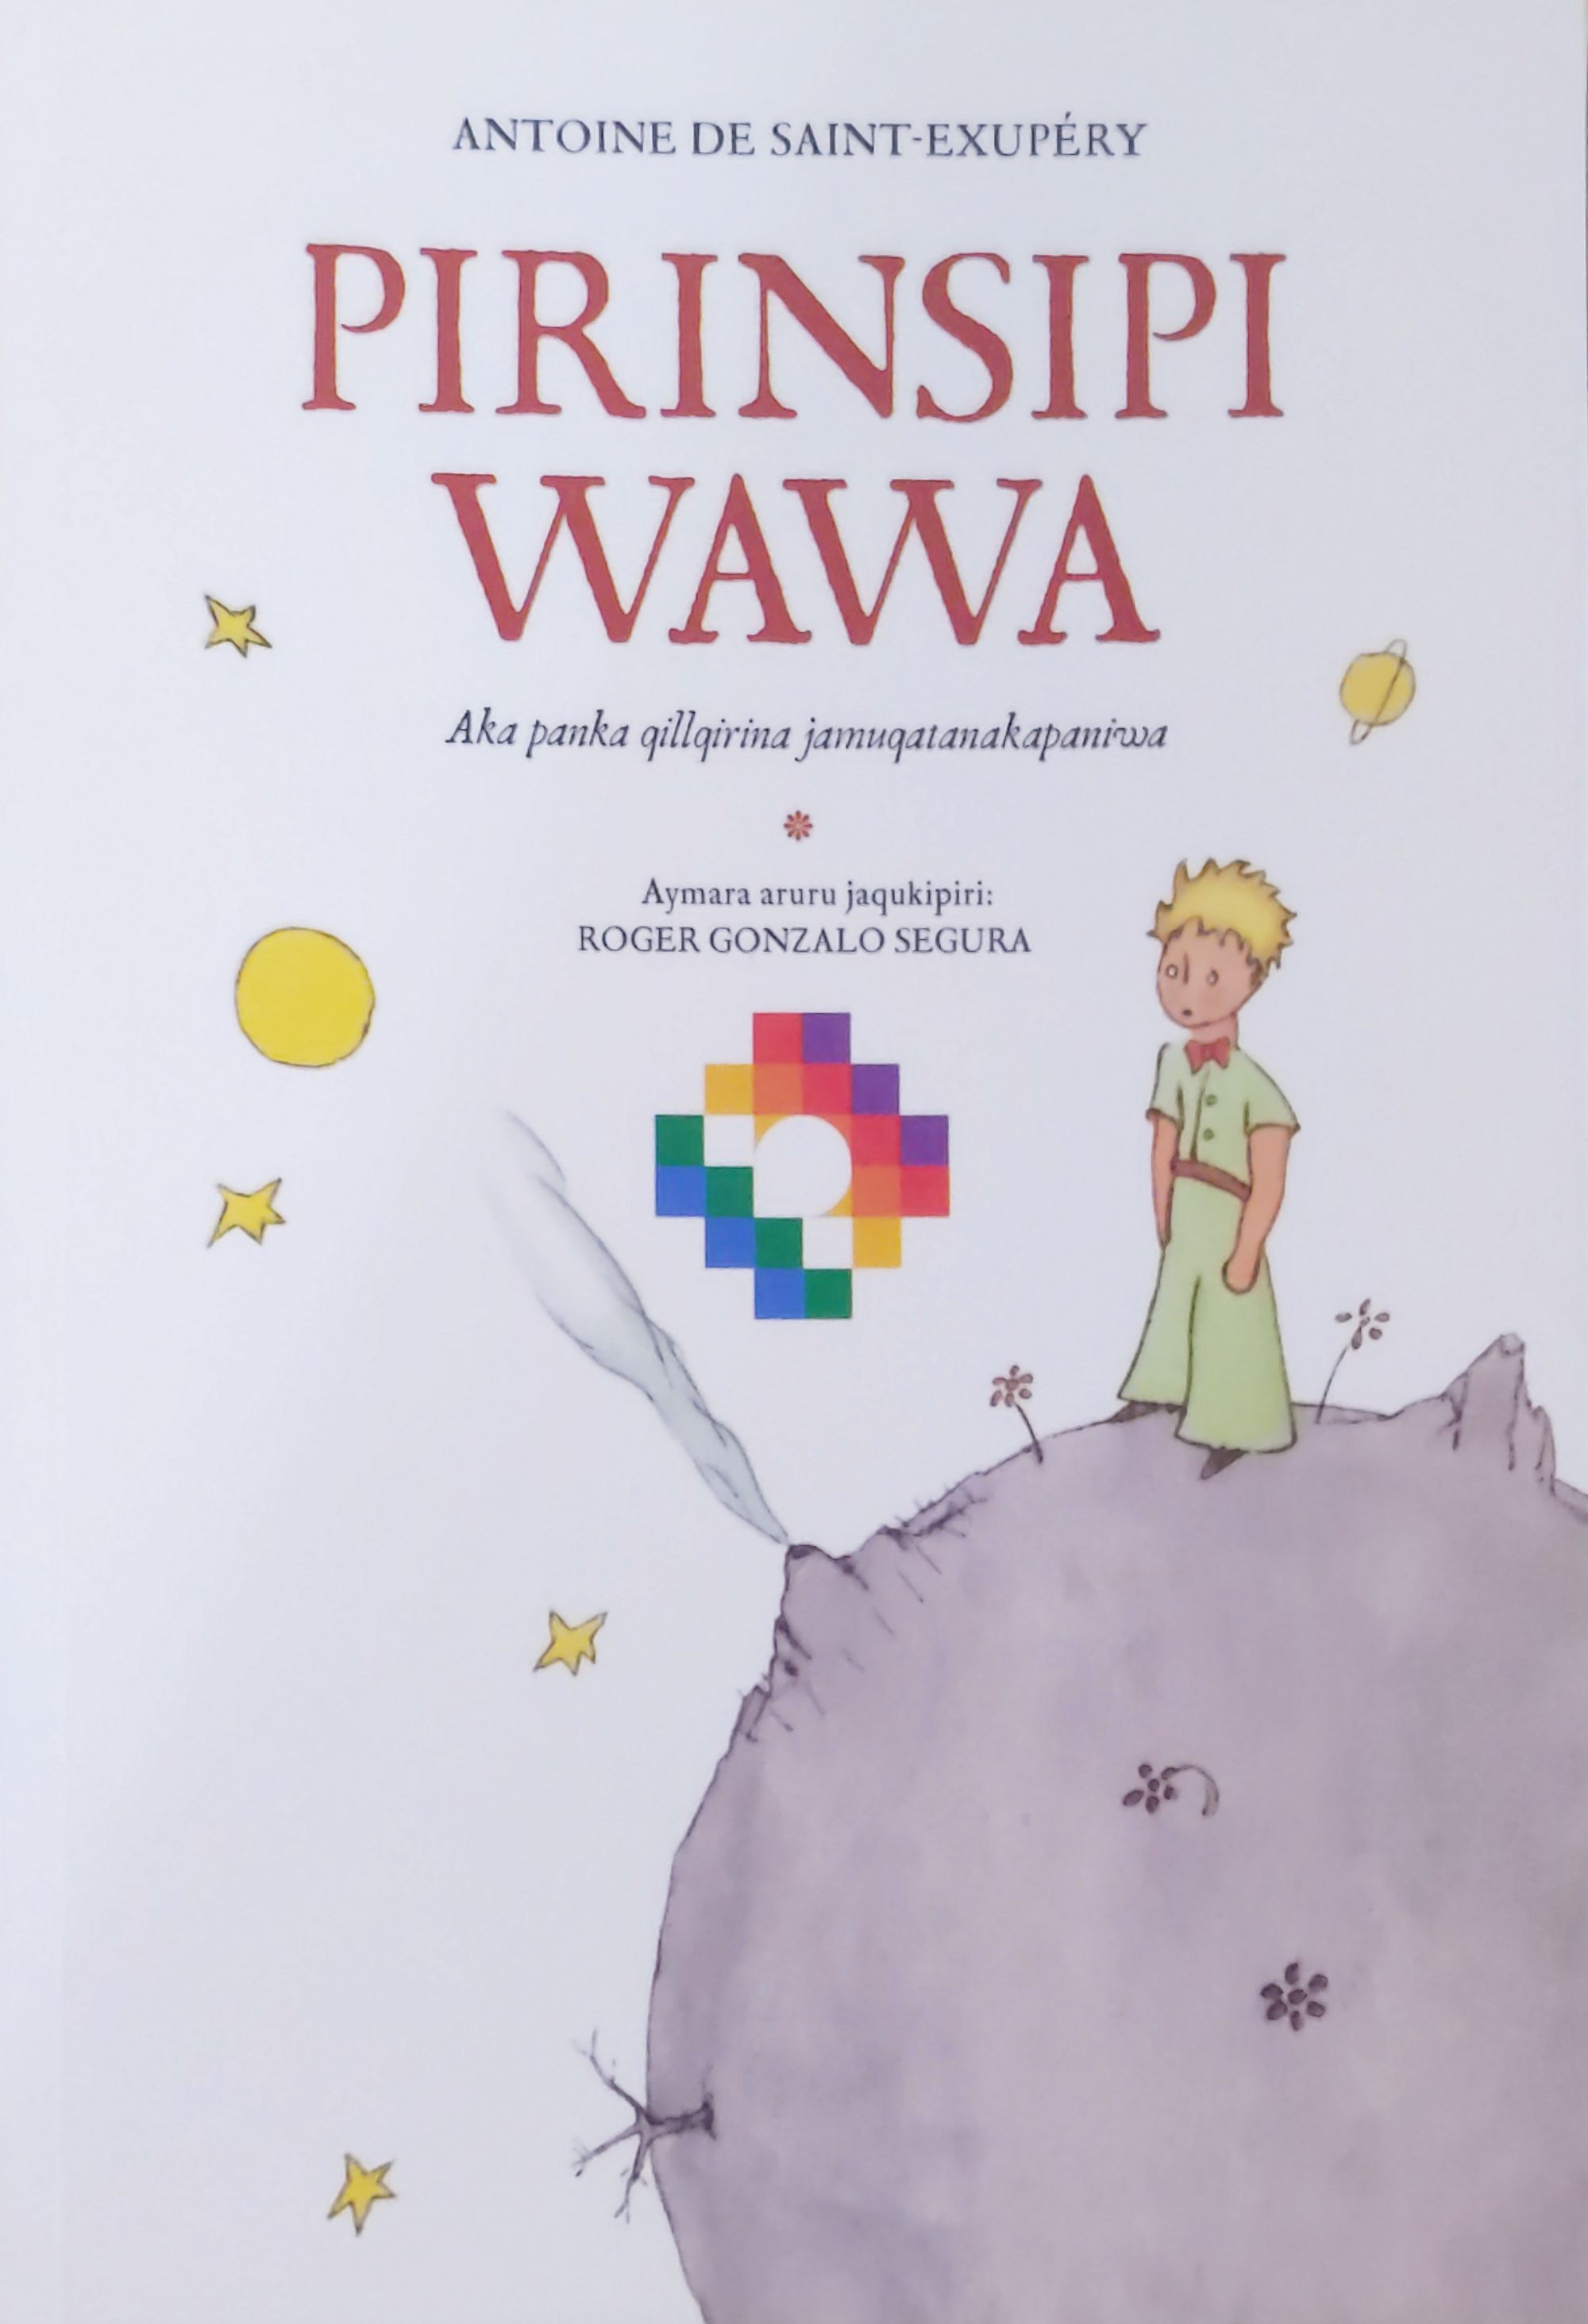 ANTOINE DE SAINT-EXUPÉRY
PIRINSIPI
WAWA
Aka panka qillqirina jamuqatanakapaniwa
Aymara aruru jaqukipiri:
ROGER GONZALO SEGURA